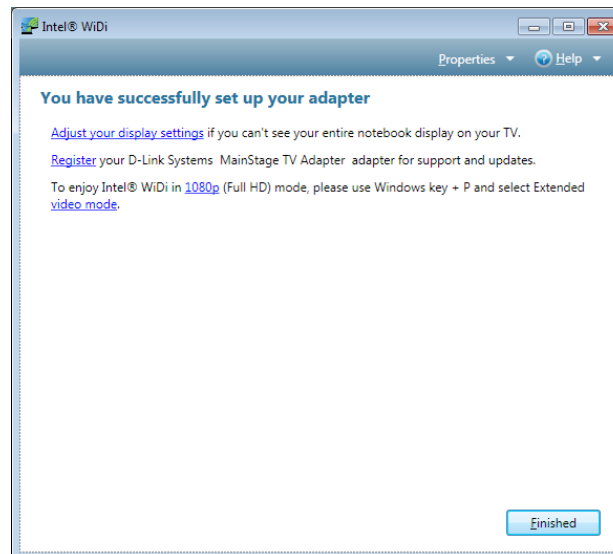 Intel® WiDi
Properties Help
You have successfully set up your adapter
Adjust your display settings if you can't see your entire notebook display on your TV.
Register your D-Link Systems MainStage TV Adapter adapter for support and updates.
To enjoy Intel® WiDi in 1080p (Full HD) mode, please use Windows key + P and select Extended
video mode.
Finished